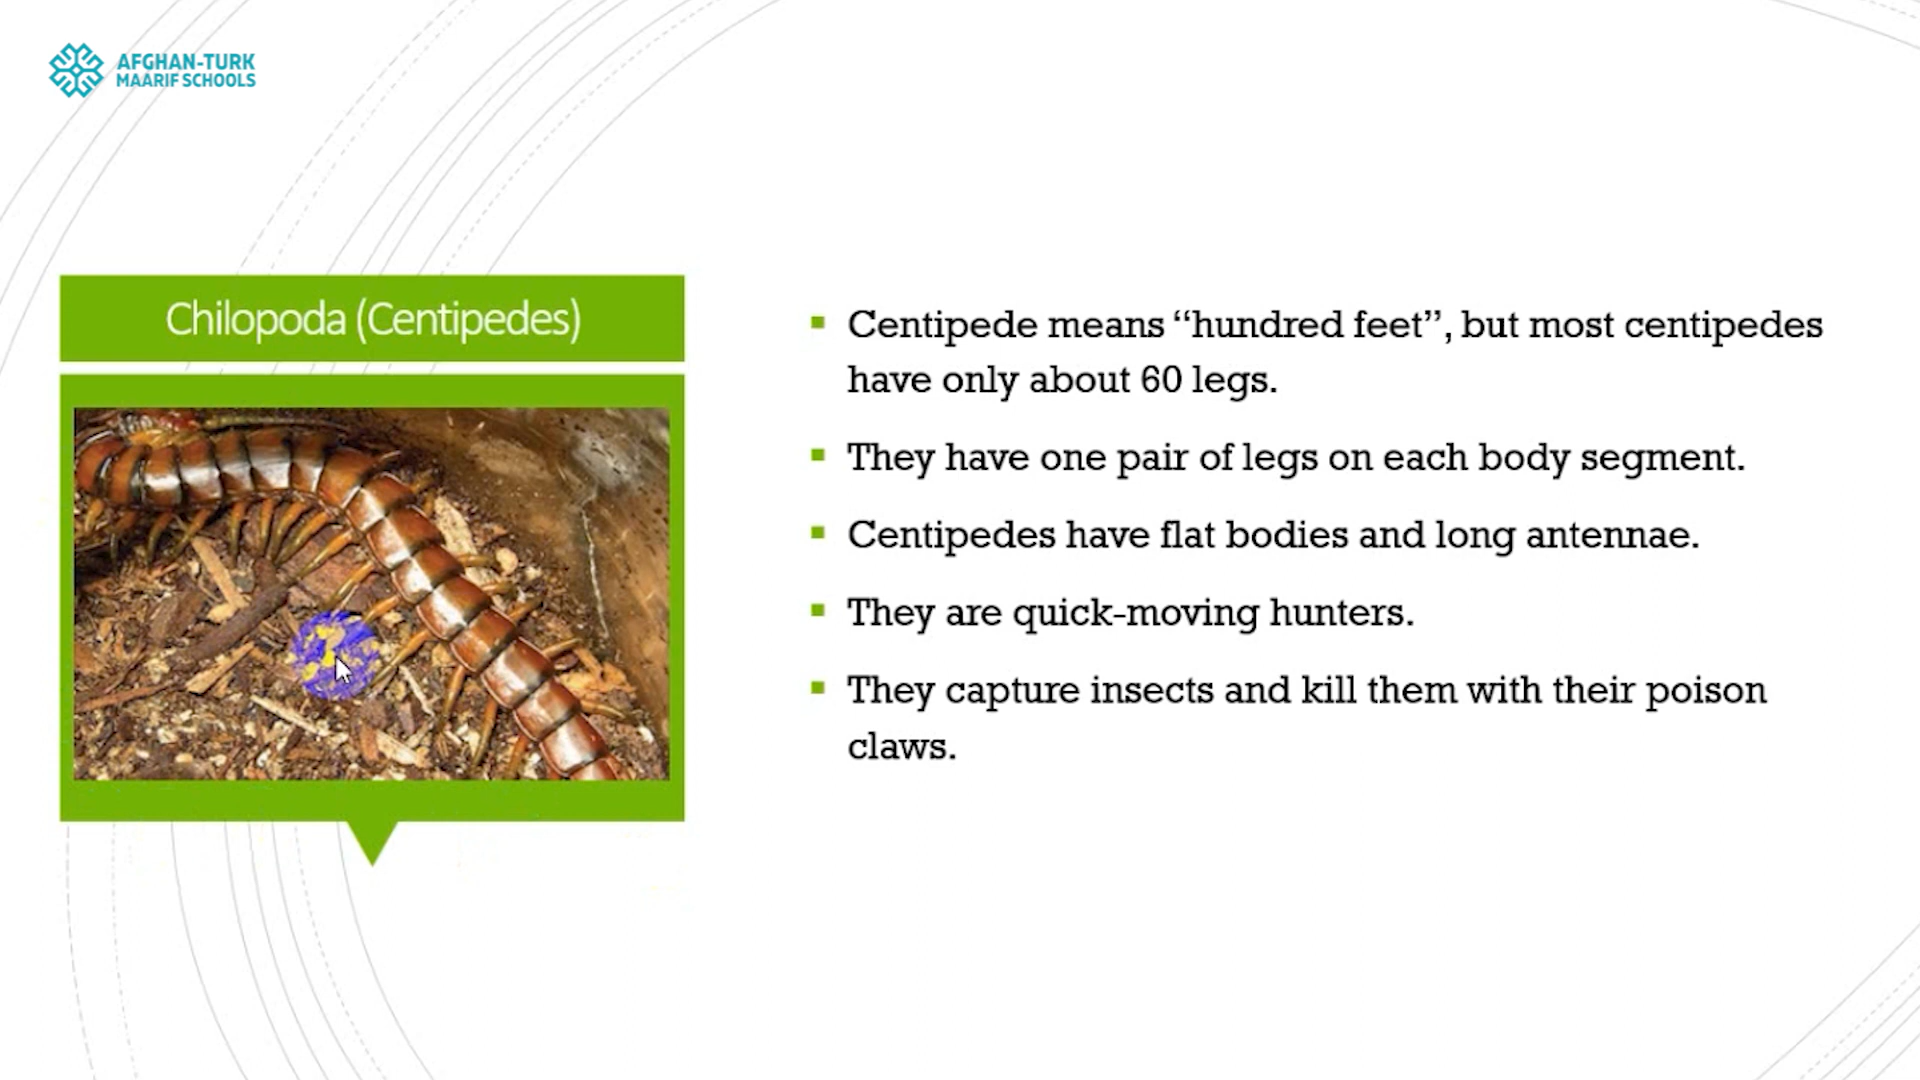 AFGHAN-TURK
MAARIF SCHOOLS
Chilopoda (Centipedes)
Centipede means “hundred feet”, but most centipedes
have only about 60 legs.
They have one pair of legs on each body segment.
Centipedes have flat bodies and long antennae.
They are quick-moving hunters.
They capture insects and kill them with their poison
claws.